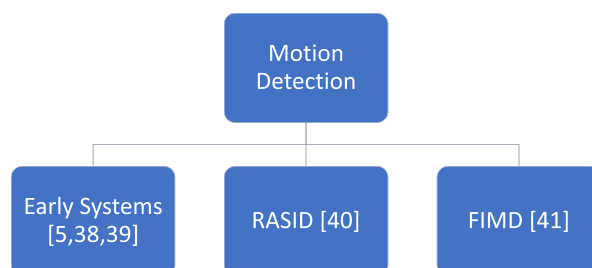 Motion
Detection
Early Systems
[5,38,39]
RASID [40]
FIMD [41]